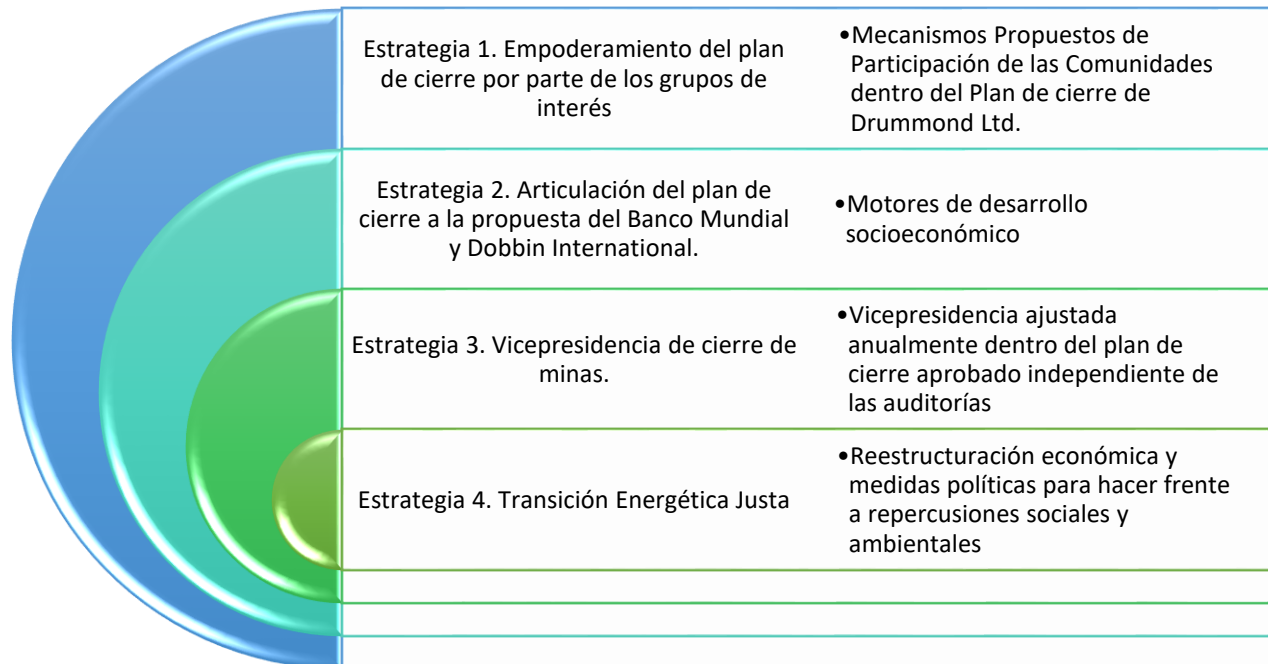 Estrategia 1. Empoderamiento del plan
de cierre por parte de los grupos de
interés
•Mecanismos Propuestos de
Participación de las Comunidades
dentro del Plan de cierre de
Drummond Ltd.
Estrategia 2. Articulación del plan de
cierre a la propuesta del Banco Mundial
y Dobbin International.
•Motores de desarrollo
socioeconómico
Estrategia 3. Vicepresidencia de cierre de
minas.
•Vicepresidencia ajustada
anualmente dentro del plan de
cierre aprobado independiente de
las auditorías
Estrategia 4. Transición Energética Justa
•Reestructuración económica y
medidas políticas para hacer frente
a repercusiones sociales y
ambientales